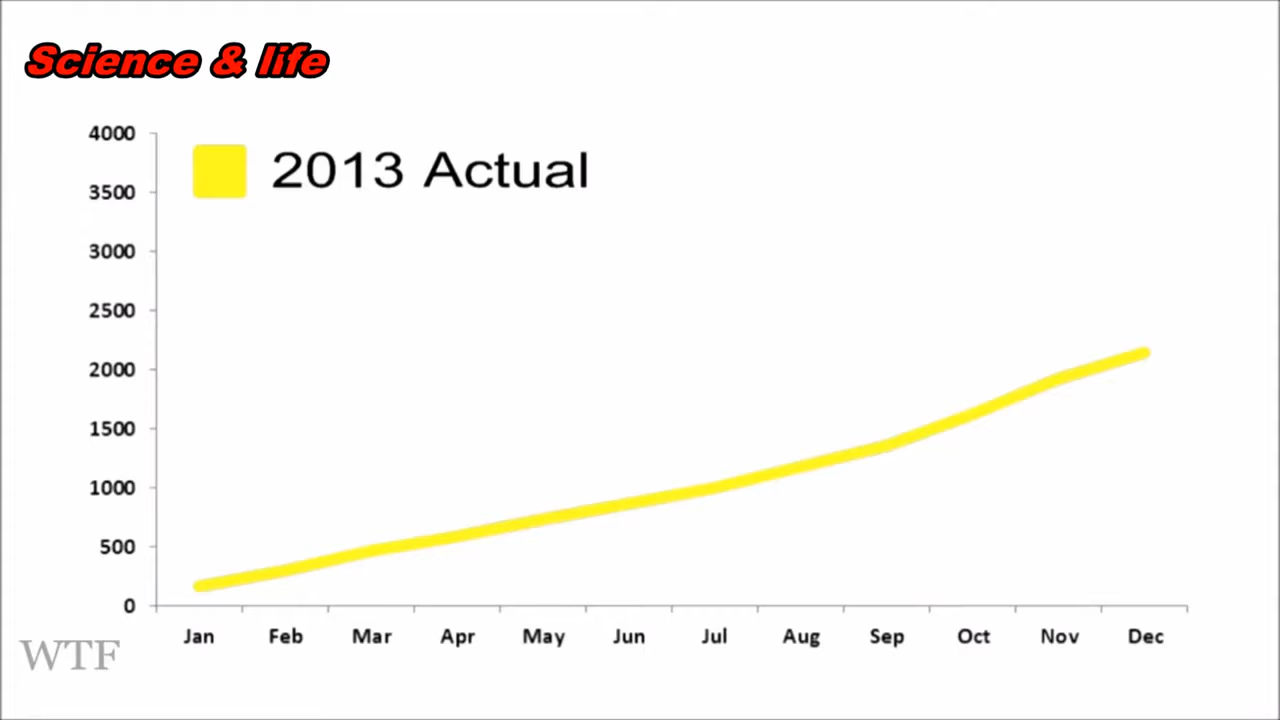 Science & life
2013 Actual
4000
3500
3000
2500
2000
1500
1000
500
0
Jan Feb Mar Apr May Jun Jul Aug Sep Oct Nov Dec
WTF